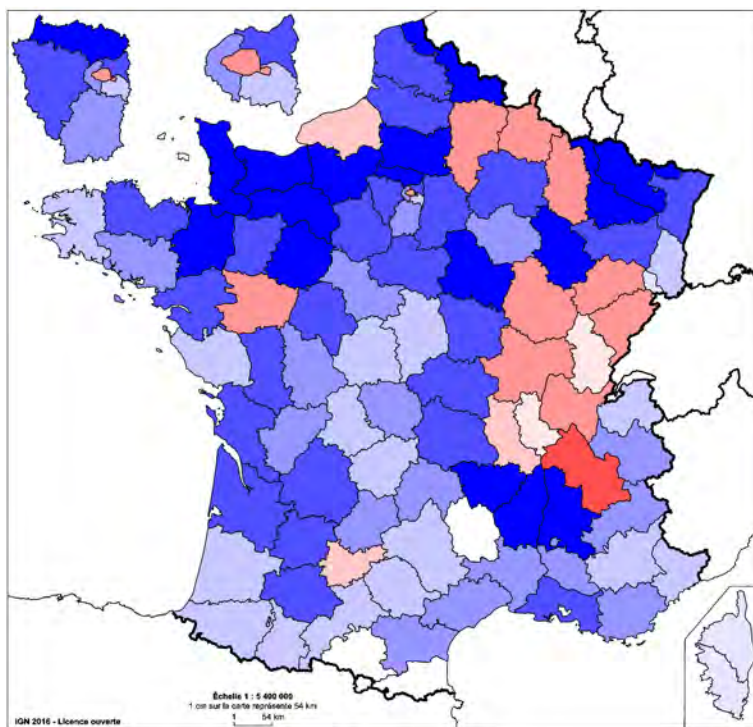 Échelle 1 : 5 400 000
1 cm sur la carte représente 54 km
1 54 km
IGN 2016 - Licence ouverte